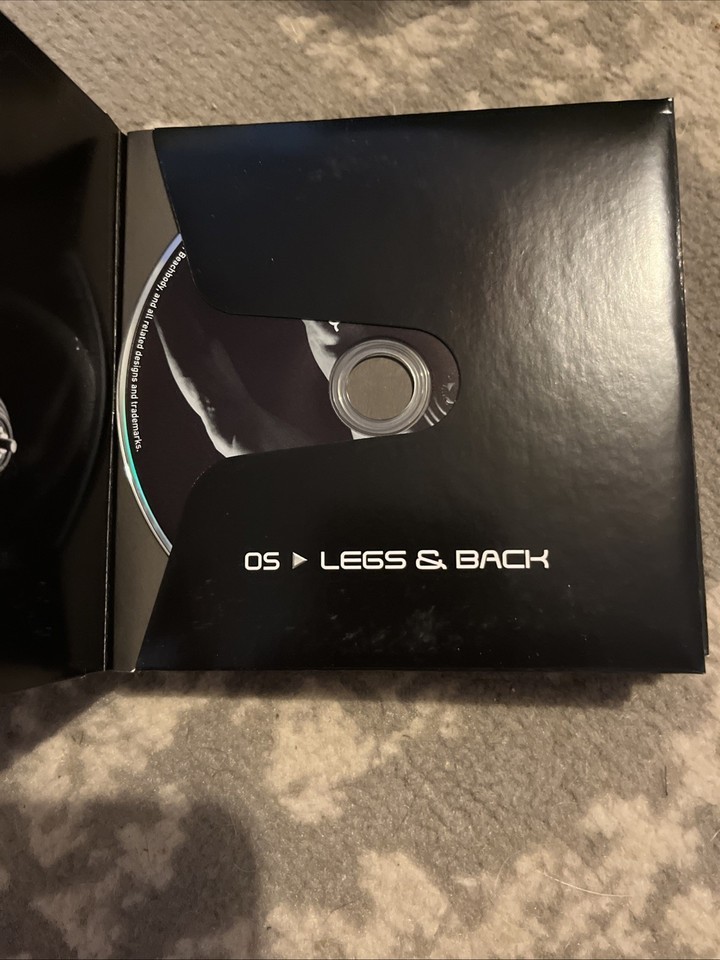 Beachbody, and all related designs and trademarks.
05 ▶ LEGS & BACK